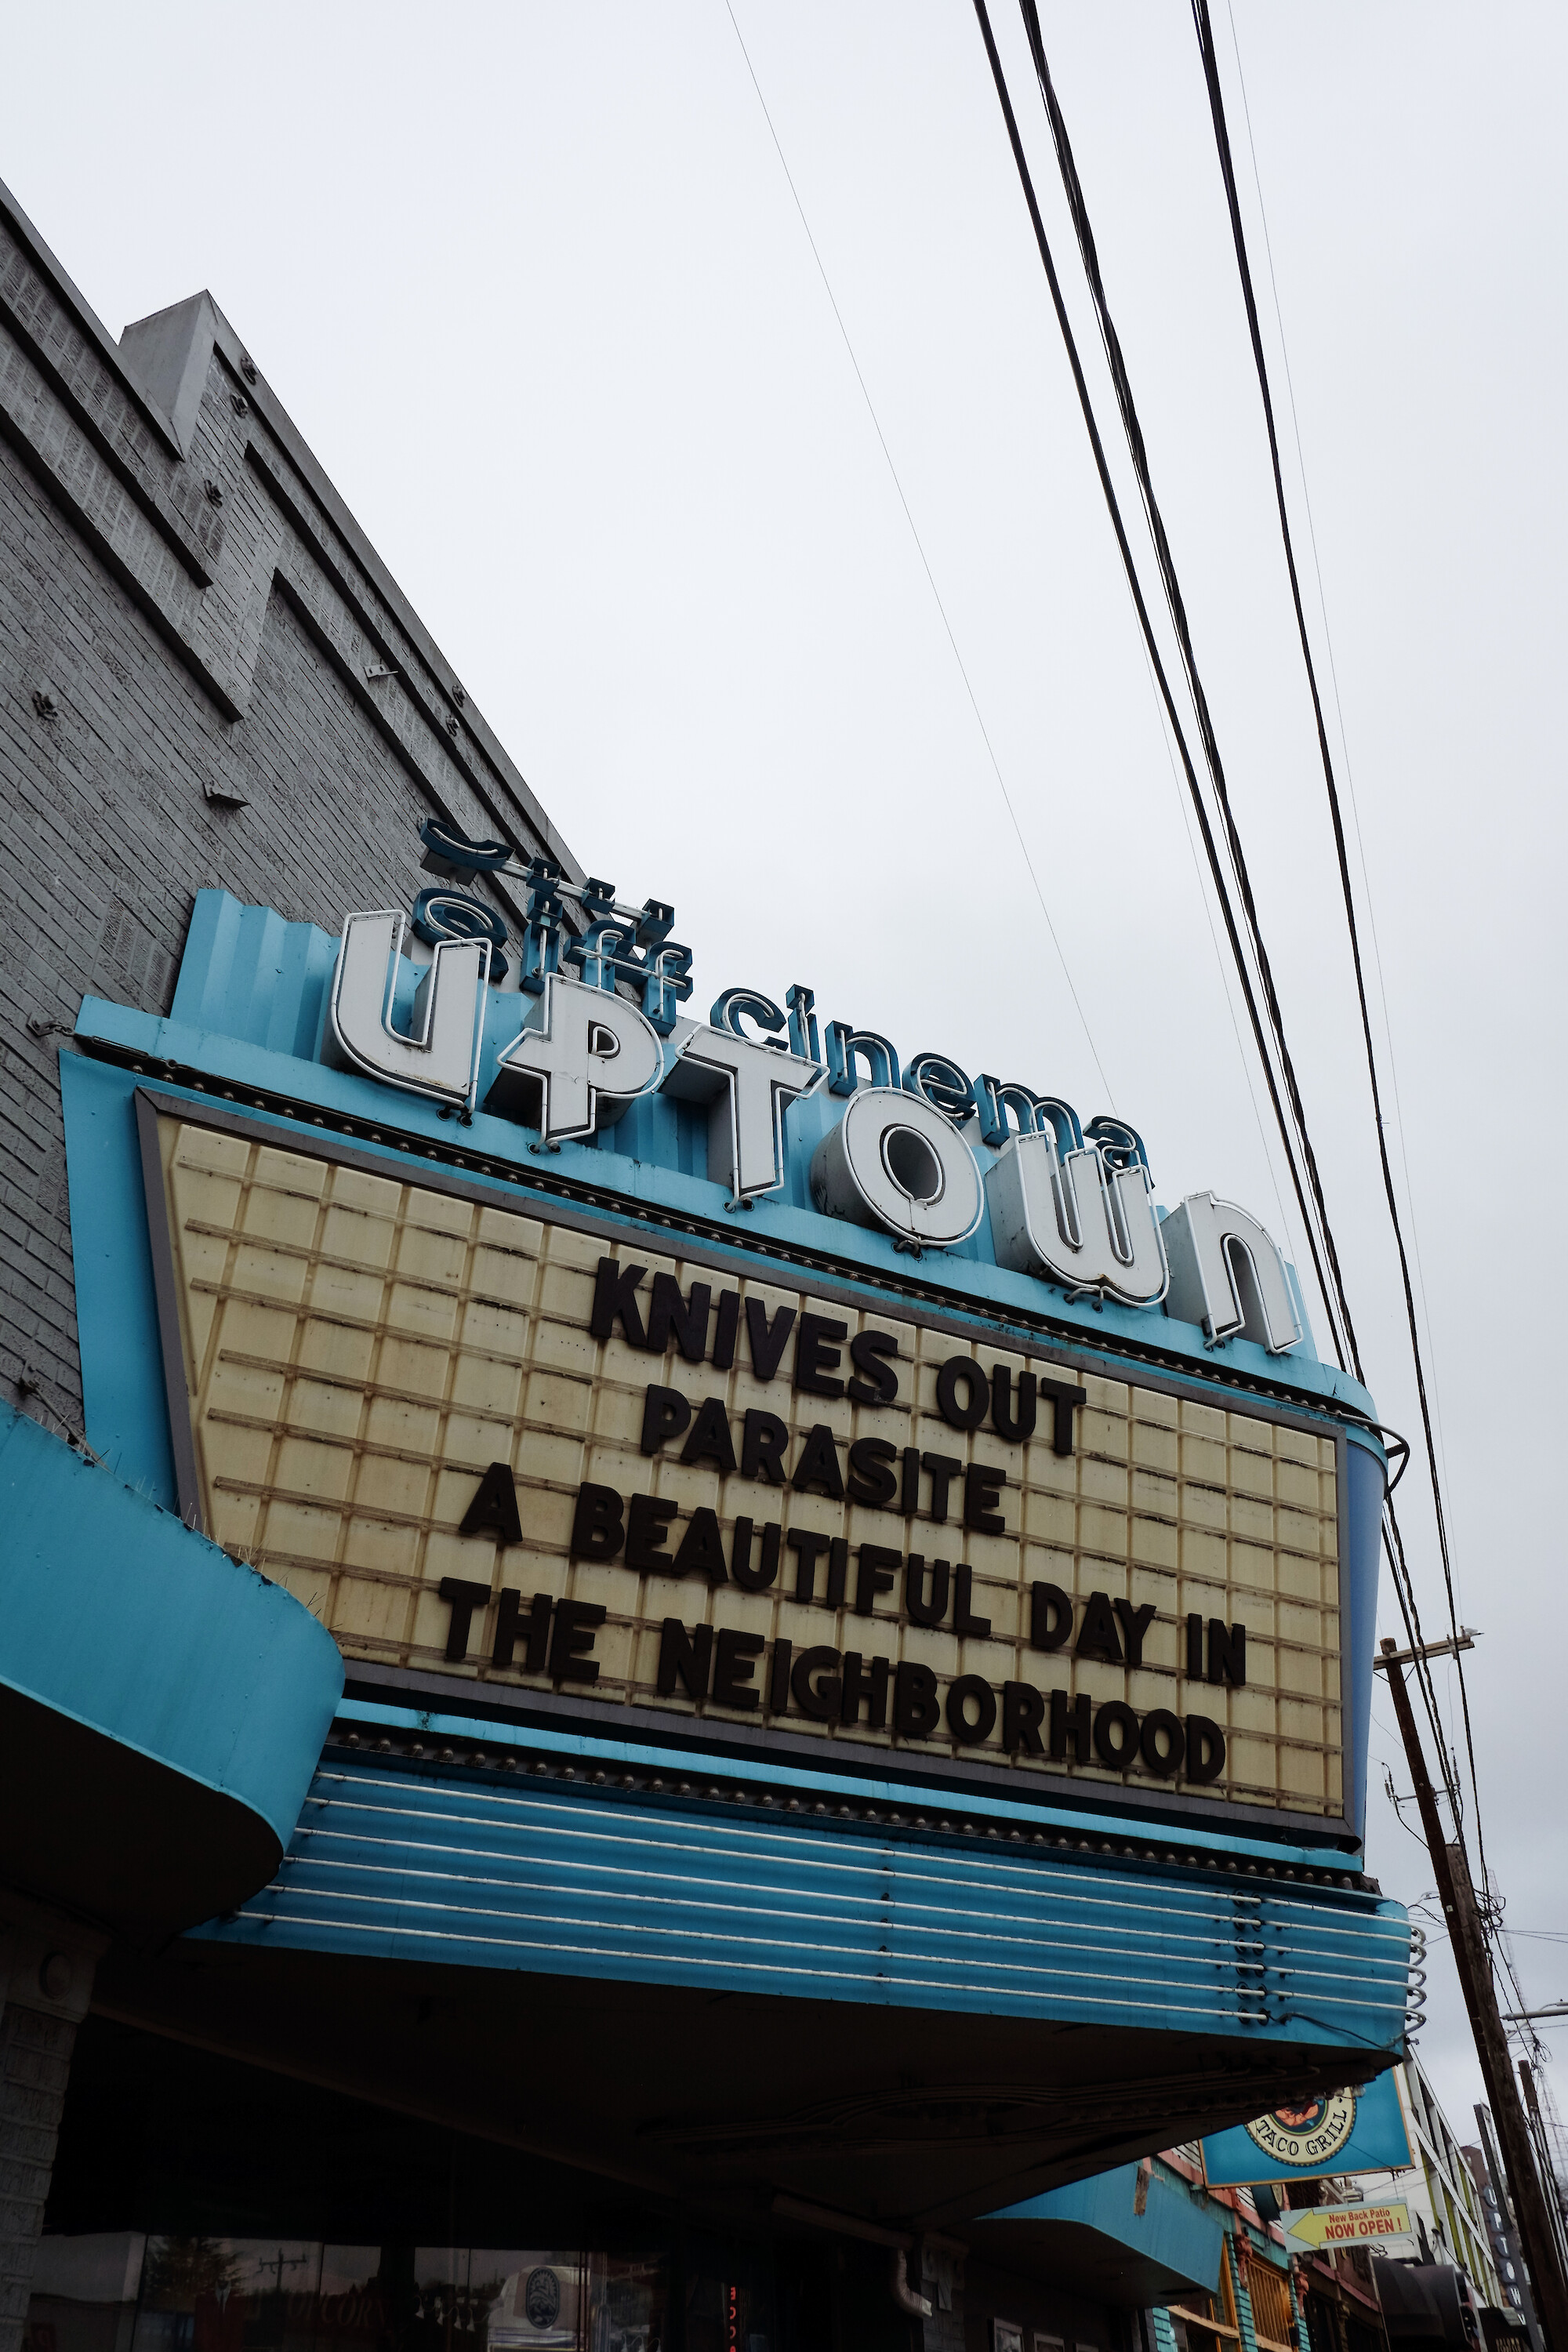 siff cinema
UPTOWN
KNIVES OUT
PARASITE
A BEAUTIFUL DAY IN
THE NEIGHBORHOOD
TACO GRILL
New Back Patio
NOW OPEN!
UPTOWN